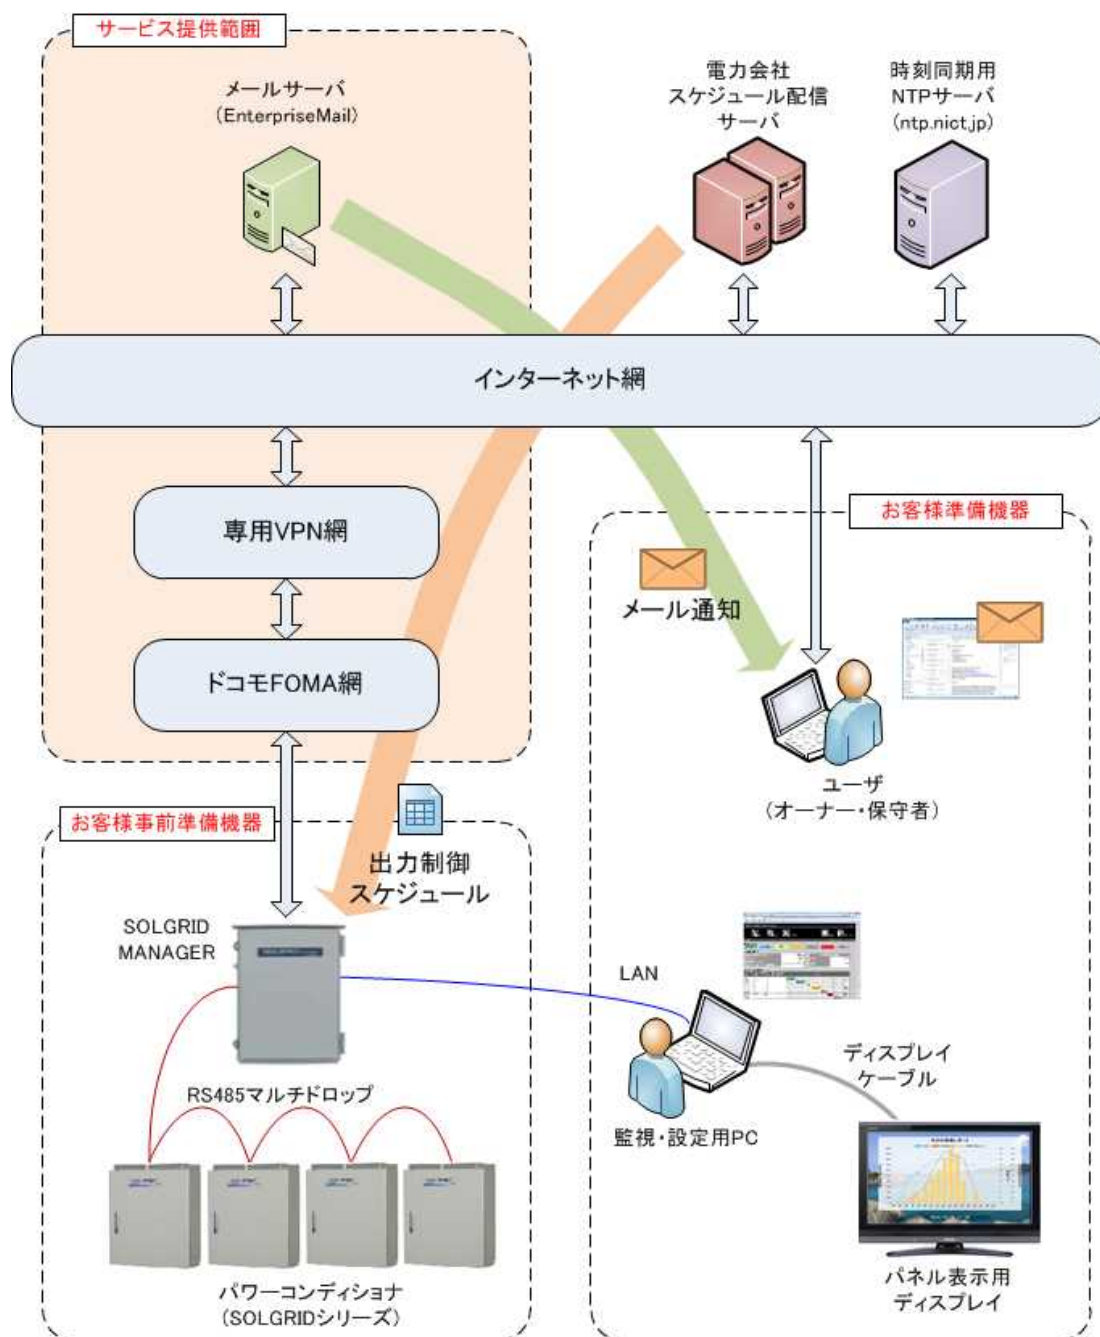 サービス提供範囲
メールサーバ
(EnterpriseMail)
電力会社
スケジュール配信
サーバ
時刻同期用
NTPサーバ
(ntp.nict.jp)
インターネット網
専用VPN網
お客様準備機器
メール通知
ドコモFOMA網
ユーザ
(オーナー・保守者)
お客様事前準備機器
出力制御
スケジュール
SOLGRID
MANAGER
LAN
ディスプレイ
ケーブル
RS485マルチドロップ
監視・設定用PC
パワーコンディショナ
(SOLGRIDシリーズ)
パネル表示用
ディスプレイ